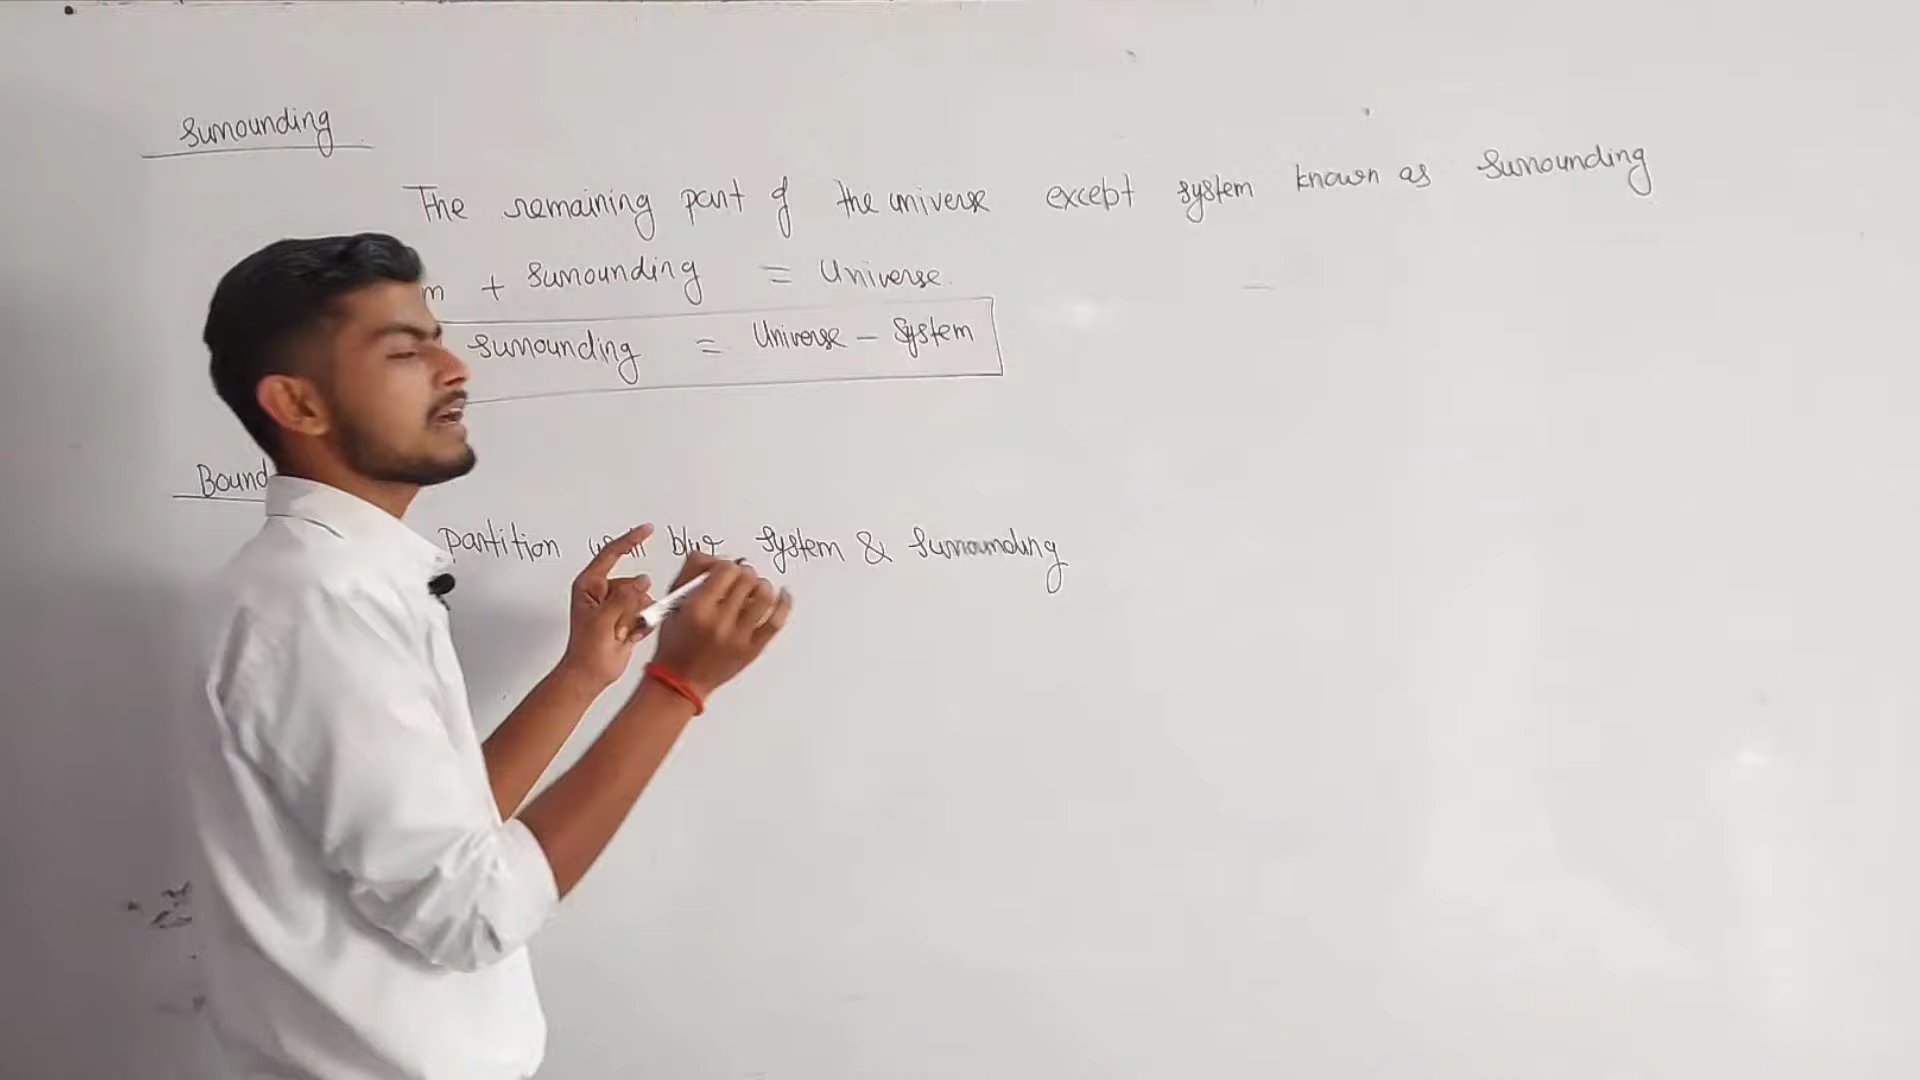 Surrounding
The remaining part of the universe except system known as Surrounding
m + Surrounding = Universe.
Surrounding = Universe - System
Bound
Partition wall b/w System & Surrounding